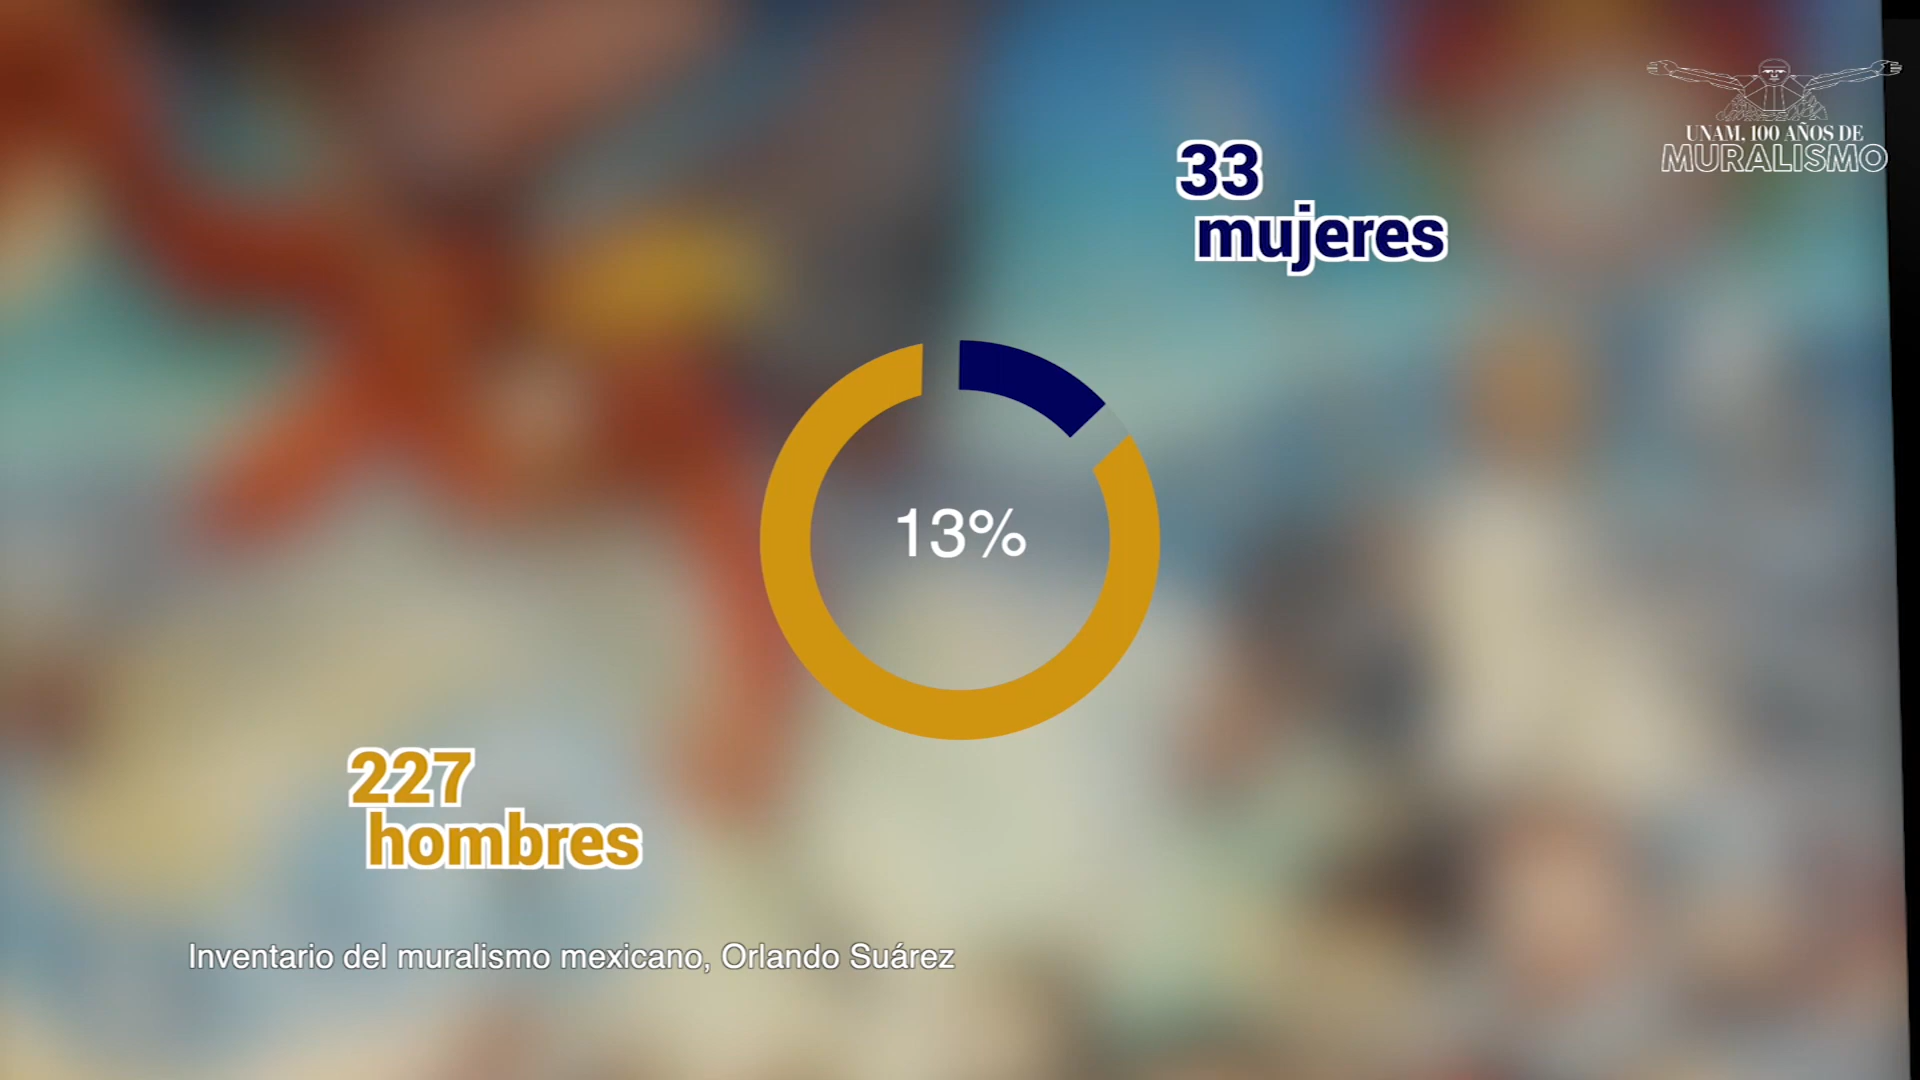 UNAM, 100 AÑOS DE
MURALISMO
33
mujeres
13%
227
hombres
Inventario del muralismo mexicano, Orlando Suárez